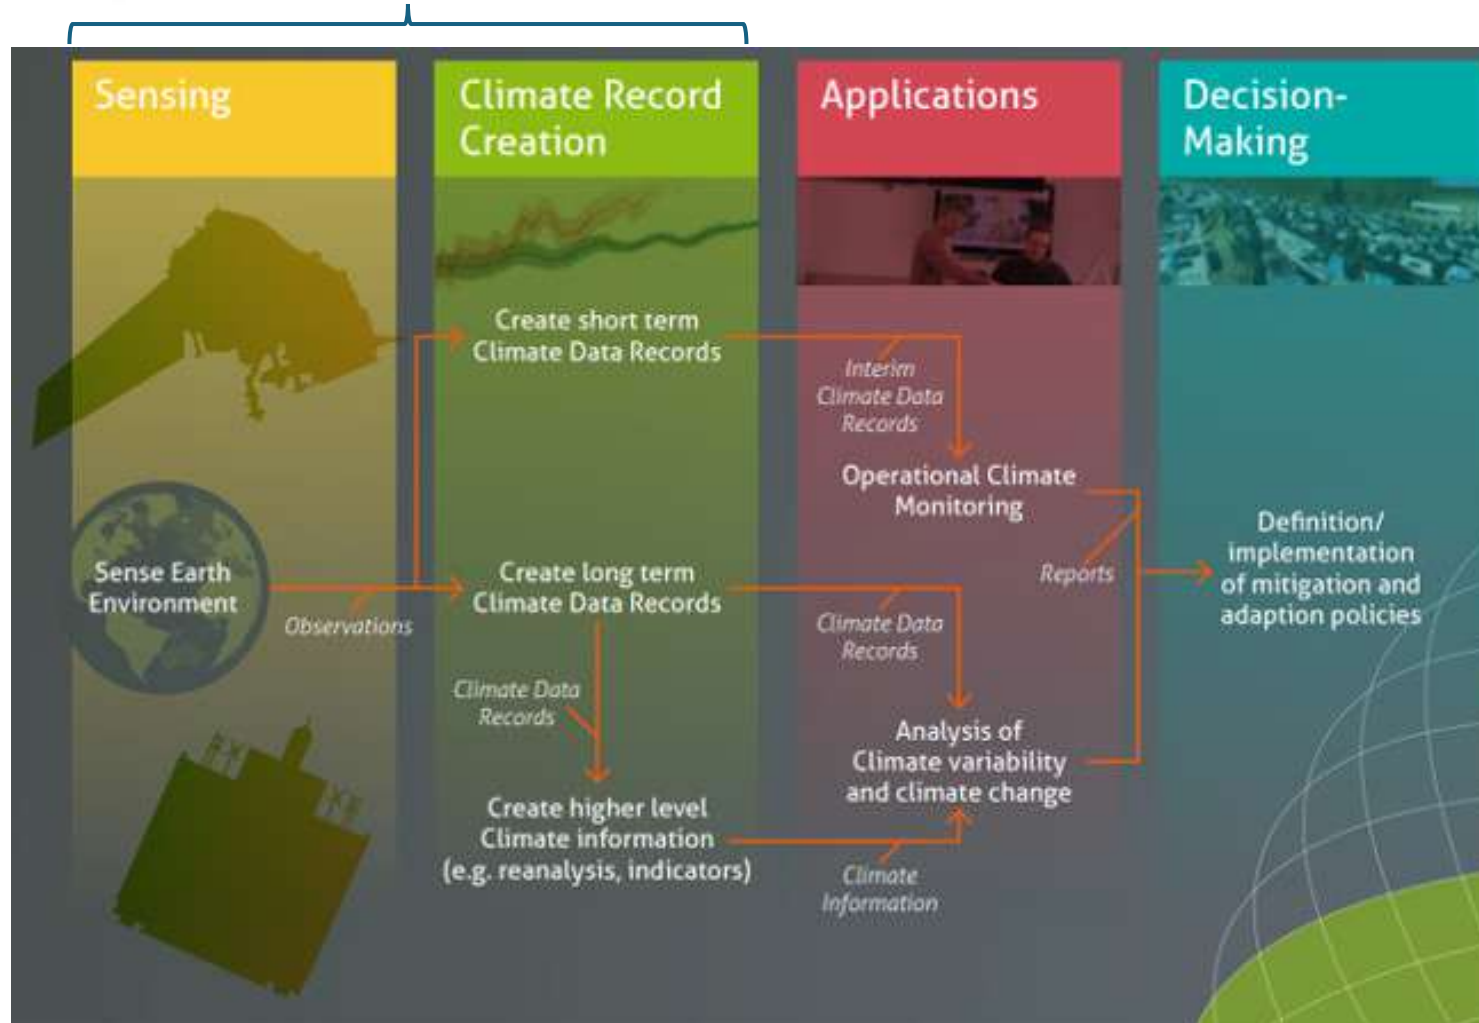 Sensing
Climate Record
Creation
Applications
Decision-
Making
Create short term
Climate Data Records
Interim
Climate Data
Records
Operational Climate
Monitoring
Sense Earth
Environment
Observations
Create long term
Climate Data Records
Climate Data
Records
Reports
Definition/
implementation
of mitigation and
adaption policies
Climate Data
Records
Analysis of
Climate variability
and climate change
Create higher level
Climate information
(e.g. reanalysis, indicators)
Climate
Information